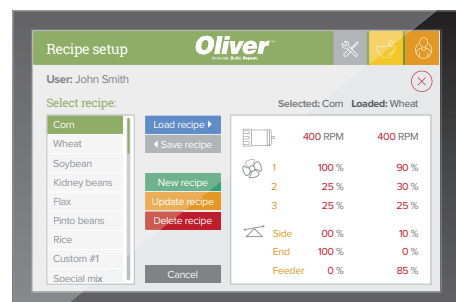 Recipe setup
Oliver
Innovate. Build. Repeat.
User: John Smith
Select recipe:
Selected: Corn Loaded: Wheat
Corn
Wheat
Soybean
Kidney beans
Flax
Pinto beans
Rice
Custom #1
Special mix
Load recipe
Save recipe
New recipe
Update recipe
Delete recipe
Cancel
400 RPM 400 RPM
1 100 % 90 %
2 25 % 30 %
3 25 % 25 %
Side 00 % 10 %
End 100 % 0 %
Feeder 0 % 85 %